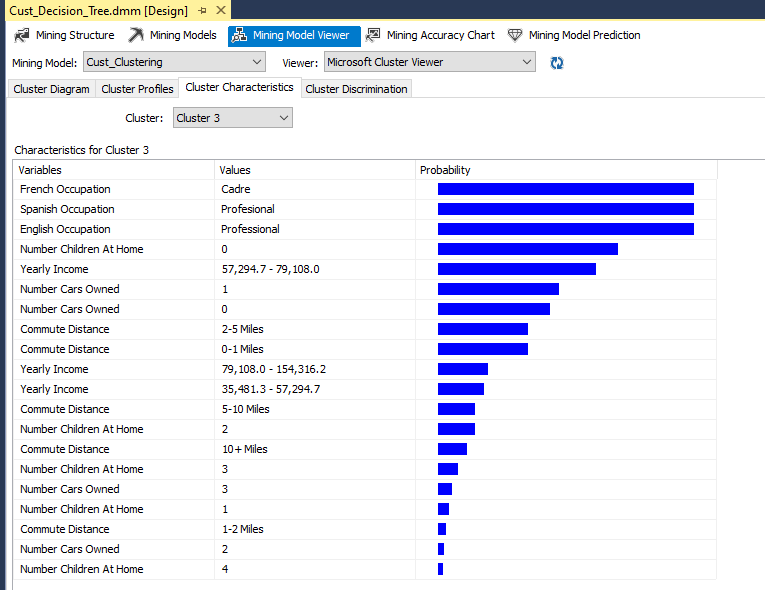 Cust_Decision_Tree.dmm [Design]
Mining Structure Mining Models Mining Model Viewer Mining Accuracy Chart Mining Model Prediction
Mining Model: Cust_Clustering Viewer: Microsoft Cluster Viewer
Cluster Diagram Cluster Profiles Cluster Characteristics Cluster Discrimination
Cluster: Cluster 3
Characteristics for Cluster 3
Variables Values Probability
French Occupation Cadre
Spanish Occupation Profesional
English Occupation Professional
Number Children At Home 0
Yearly Income 57,294.7 - 79,108.0
Number Cars Owned 1
Number Cars Owned 0
Commute Distance 2-5 Miles
Commute Distance 0-1 Miles
Yearly Income 79,108.0 - 154,316.2
Yearly Income 35,481.3 - 57,294.7
Commute Distance 5-10 Miles
Number Children At Home 2
Commute Distance 10+ Miles
Number Children At Home 3
Number Cars Owned 3
Number Children At Home 1
Commute Distance 1-2 Miles
Number Cars Owned 2
Number Children At Home 4